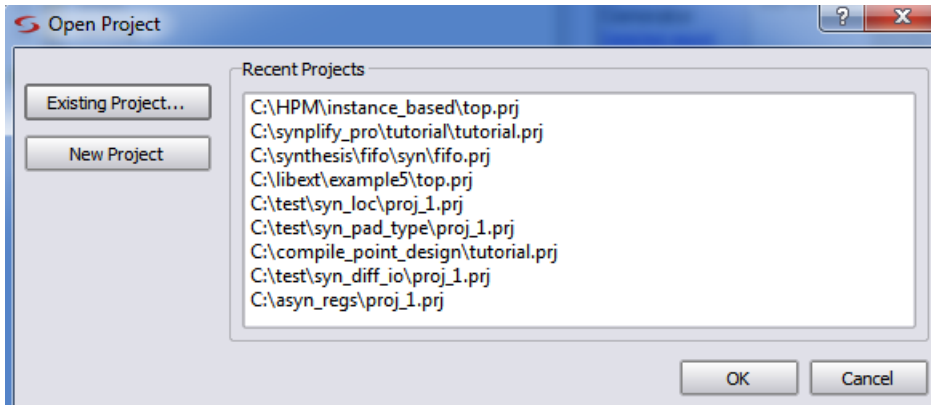 Open Project
?
X
Recent Projects
Existing Project...
New Project
C:\HPM\instance_based\top.prj
C:\synplify_pro\tutorial\tutorial.prj
C:\synthesis\fifo\syn\fifo.prj
C:\libext\example5\top.prj
C:\test\syn_loc\proj_1.prj
C:\test\syn_pad_type\proj_1.prj
C:\compile_point_design\tutorial.prj
C:\test\syn_diff_io\proj_1.prj
C:\asyn_regs\proj_1.prj
OK
Cancel